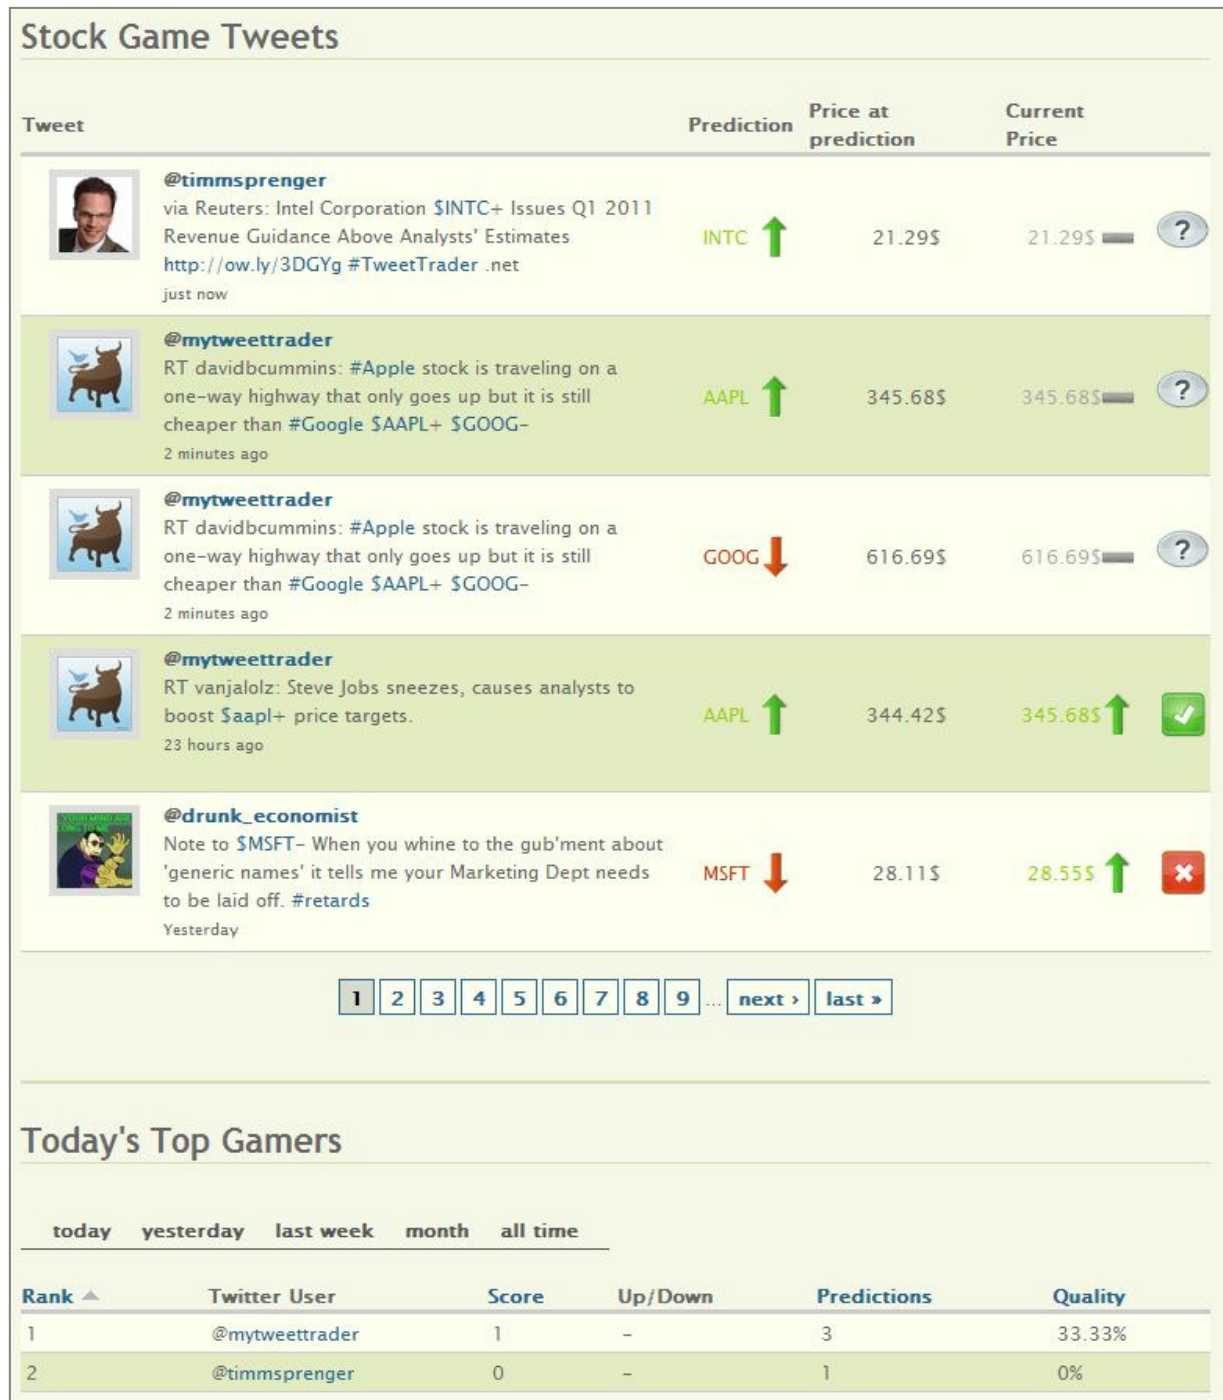 Stock Game Tweets
Tweet Prediction Price at prediction Current Price
@timmsprenger
via Reuters: Intel Corporation $INTC+ Issues Q1 2011
Revenue Guidance Above Analysts' Estimates
http://ow.ly/3DGYg #TweetTrader .net
just now
INTC 21.29$ 21.29$ ?
@mytweettrader
RT davidbcummins: #Apple stock is traveling on a
one-way highway that only goes up but it is still
cheaper than #Google $AAPL+ $GOOG-
2 minutes ago
AAPL 345.68$ 345.68$ ?
@mytweettrader
RT davidbcummins: #Apple stock is traveling on a
one-way highway that only goes up but it is still
cheaper than #Google $AAPL+ $GOOG-
2 minutes ago
GOOG 616.69$ 616.69$ ?
@mytweettrader
RT vanjalolz: Steve Jobs sneezes, causes analysts to
boost $aapl+ price targets.
23 hours ago
AAPL 344.42$ 345.68$
YOUR MIND ARE
LONG TO ME
@drunk_economist
Note to $MSFT- When you whine to the gub'ment about
'generic names' it tells me your Marketing Dept needs
to be laid off. #retards
Yesterday
MSFT 28.11$ 28.55$
1 2 3 4 5 6 7 8 9 ... next › last »
Today's Top Gamers
today yesterday last week month all time
Rank Twitter User Score Up/Down Predictions Quality
1 @mytweettrader 1 – 3 33.33%
2 @timmsprenger 0 – 1 0%